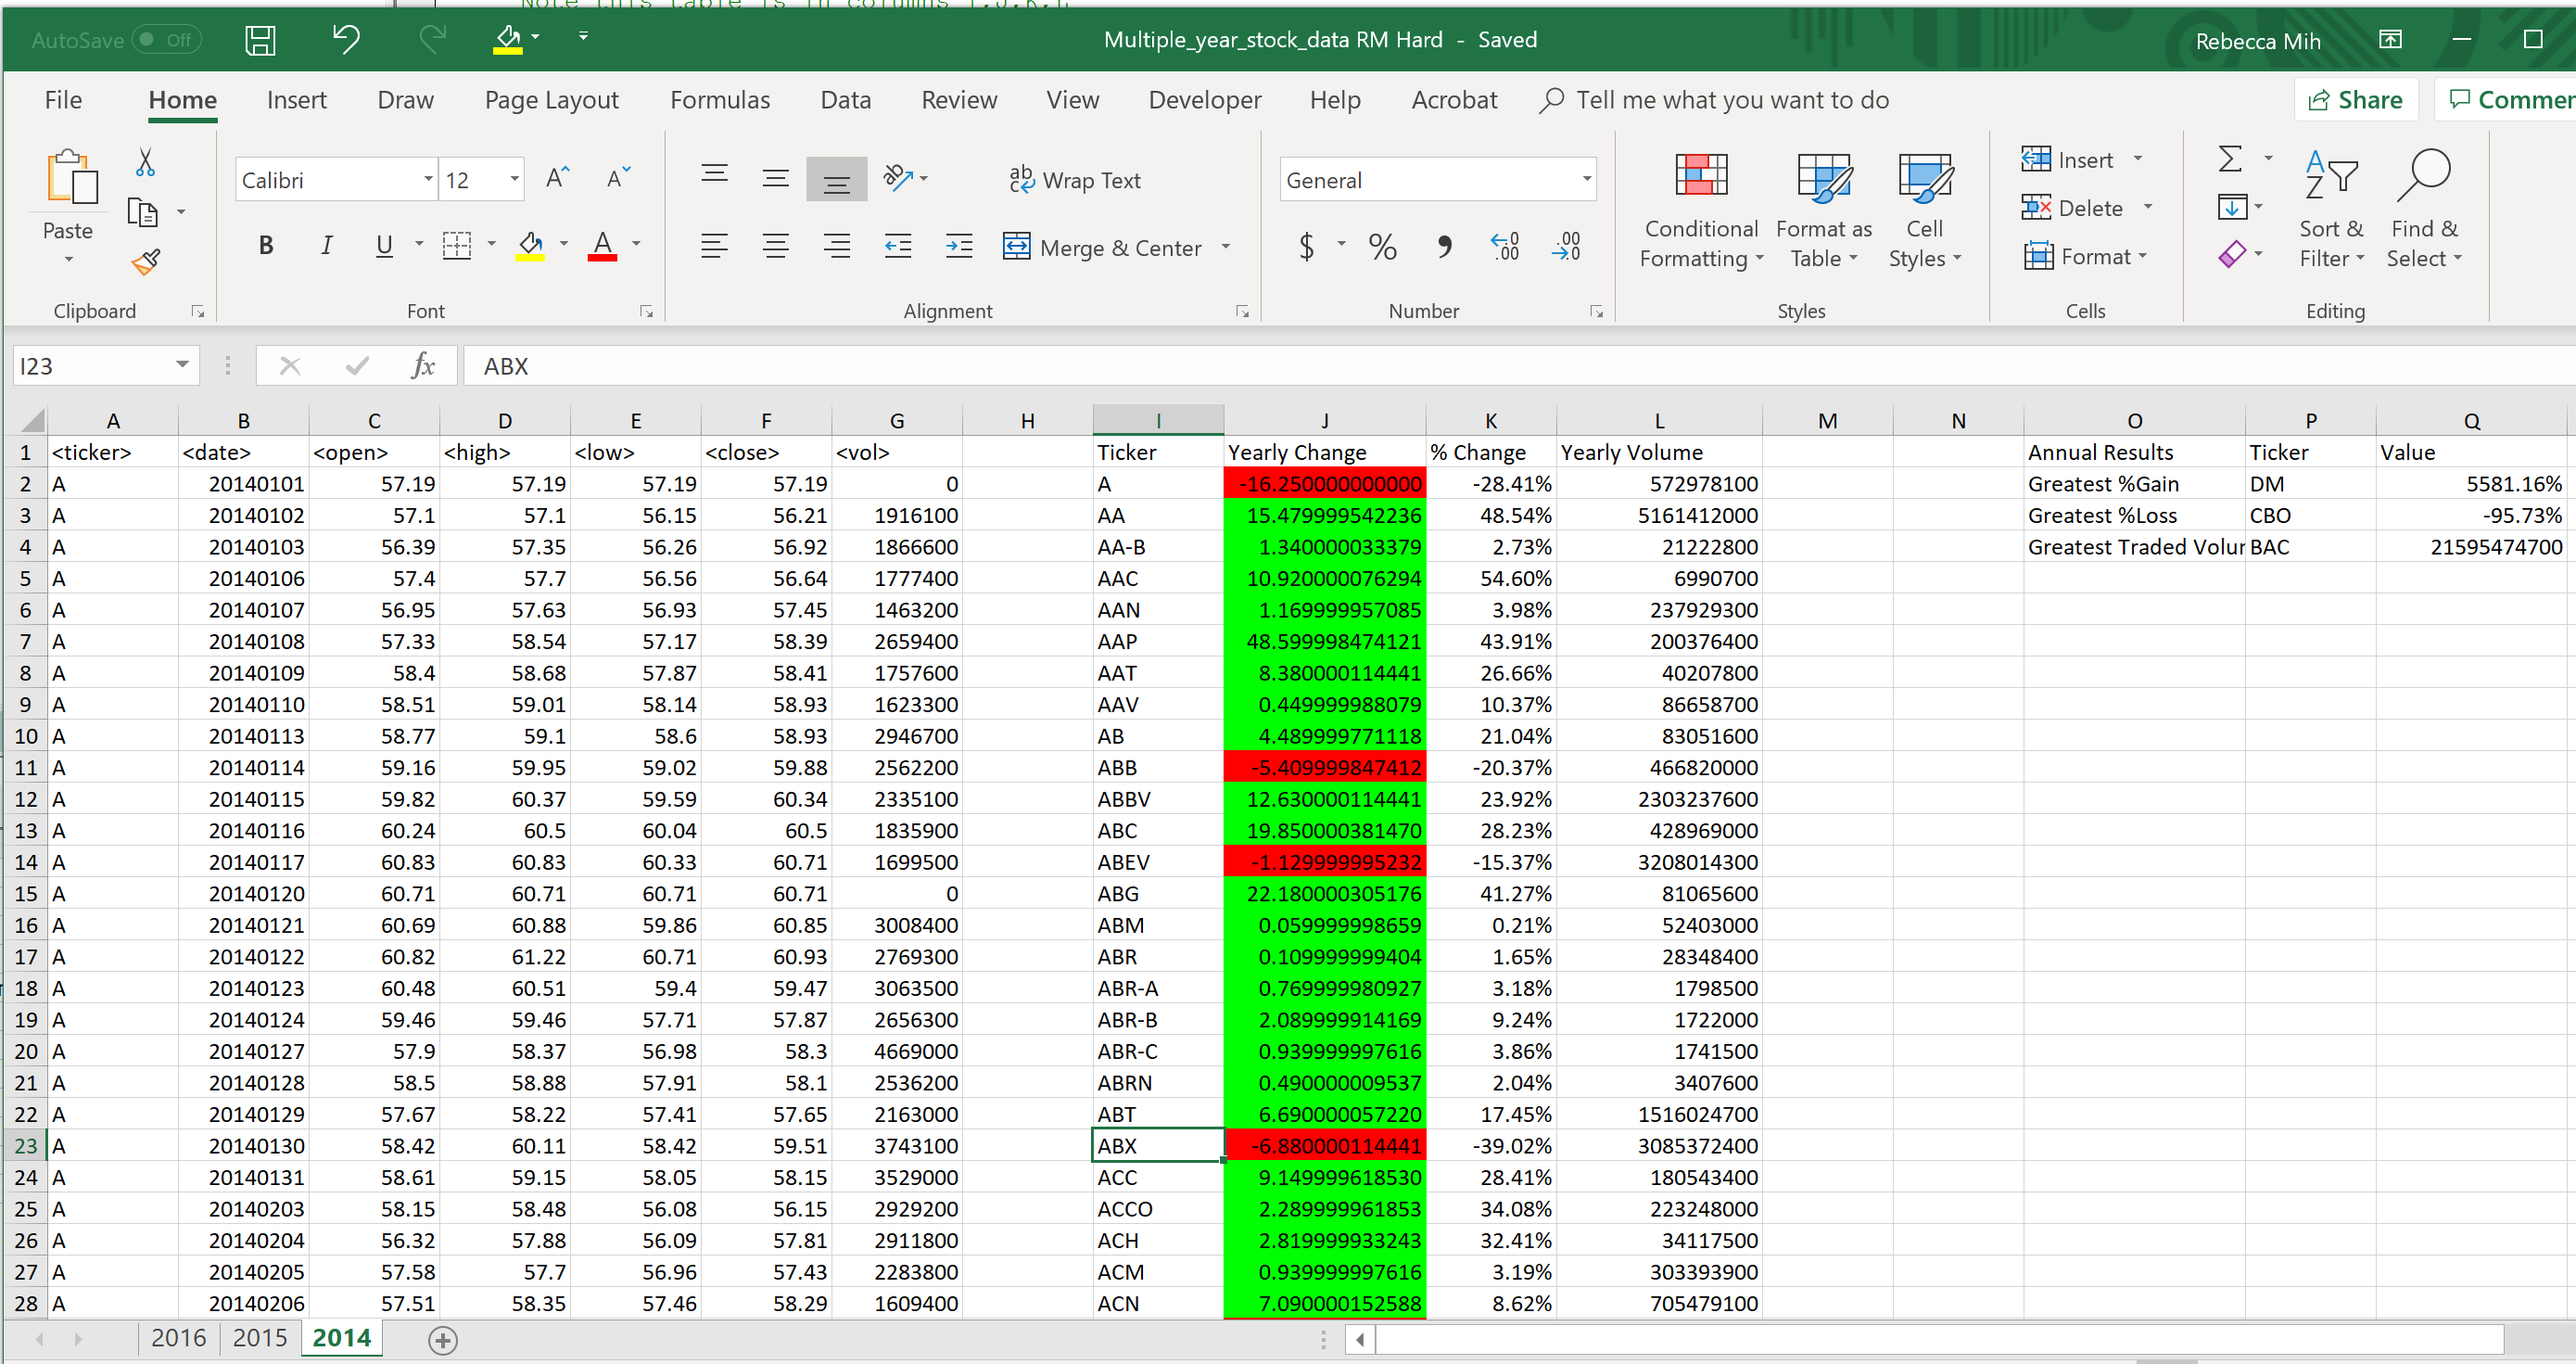 Note this table is in columns I,J,K,L
AutoSave Off Multiple_year_stock_data RM Hard - Saved Rebecca Mih
File Home Insert Draw Page Layout Formulas Data Review View Developer Help Acrobat Tell me what you want to do Share Commen
Calibri 12 Wrap Text General Insert
Paste Conditional Formatting Format as Table Cell Styles Delete Sort & Filter Find & Select
B I U A Merge & Center $ % , Format
Clipboard Font Alignment Number Styles Cells Editing
I23 fx ABX
A B C D E F G H I J K L M N O P Q
1 <ticker> <date> <open> <high> <low> <close> <vol> Ticker Yearly Change % Change Yearly Volume Annual Results Ticker Value
2 A 20140101 57.19 57.19 57.19 57.19 0 A -16.250000000000 -28.41% 572978100 Greatest %Gain DM 5581.16%
3 A 20140102 57.1 57.1 56.15 56.21 1916100 AA 15.479999542236 48.54% 5161412000 Greatest %Loss CBO -95.73%
4 A 20140103 56.39 57.35 56.26 56.92 1866600 AA-B 1.340000033379 2.73% 21222800 Greatest Traded Volur BAC 21595474700
5 A 20140106 57.4 57.7 56.56 56.64 1777400 AAC 10.920000076294 54.60% 6990700
6 A 20140107 56.95 57.63 56.93 57.45 1463200 AAN 1.169999957085 3.98% 237929300
7 A 20140108 57.33 58.54 57.17 58.39 2659400 AAP 48.599998474121 43.91% 200376400
8 A 20140109 58.4 58.68 57.87 58.41 1757600 AAT 8.380000114441 26.66% 40207800
9 A 20140110 58.51 59.01 58.14 58.93 1623300 AAV 0.449999988079 10.37% 86658700
10 A 20140113 58.77 59.1 58.6 58.93 2946700 AB 4.489999771118 21.04% 83051600
11 A 20140114 59.16 59.95 59.02 59.88 2562200 ABB -5.409999847412 -20.37% 466820000
12 A 20140115 59.82 60.37 59.59 60.34 2335100 ABBV 12.630000114441 23.92% 2303237600
13 A 20140116 60.24 60.5 60.04 60.5 1835900 ABC 19.850000381470 28.23% 428969000
14 A 20140117 60.83 60.83 60.33 60.71 1699500 ABEV -1.129999995232 -15.37% 3208014300
15 A 20140120 60.71 60.71 60.71 60.71 0 ABG 22.180000305176 41.27% 81065600
16 A 20140121 60.69 60.88 59.86 60.85 3008400 ABM 0.059999998659 0.21% 52403000
17 A 20140122 60.82 61.22 60.71 60.93 2769300 ABR 0.109999999404 1.65% 28348400
18 A 20140123 60.48 60.51 59.4 59.47 3063500 ABR-A 0.769999980927 3.18% 1798500
19 A 20140124 59.46 59.46 57.71 57.87 2656300 ABR-B 2.089999914169 9.24% 1722000
20 A 20140127 57.9 58.37 56.98 58.3 4669000 ABR-C 0.939999997616 3.86% 1741500
21 A 20140128 58.5 58.88 57.91 58.1 2536200 ABRN 0.490000009537 2.04% 3407600
22 A 20140129 57.67 58.22 57.41 57.65 2163000 ABT 6.690000057220 17.45% 1516024700
23 A 20140130 58.42 60.11 58.42 59.51 3743100 ABX -6.880000114441 -39.02% 3085372400
24 A 20140131 58.61 59.15 58.05 58.15 3529000 ACC 9.149999618530 28.41% 180543400
25 A 20140203 58.15 58.48 56.08 56.15 2929200 ACCO 2.289999961853 34.08% 223248000
26 A 20140204 56.32 57.88 56.09 57.81 2911800 ACH 2.819999933243 32.41% 34117500
27 A 20140205 57.58 57.7 56.96 57.43 2283800 ACM 0.939999997616 3.19% 303393900
28 A 20140206 57.51 58.35 57.46 58.29 1609400 ACN 7.090000152588 8.62% 705479100
2016 2015 2014